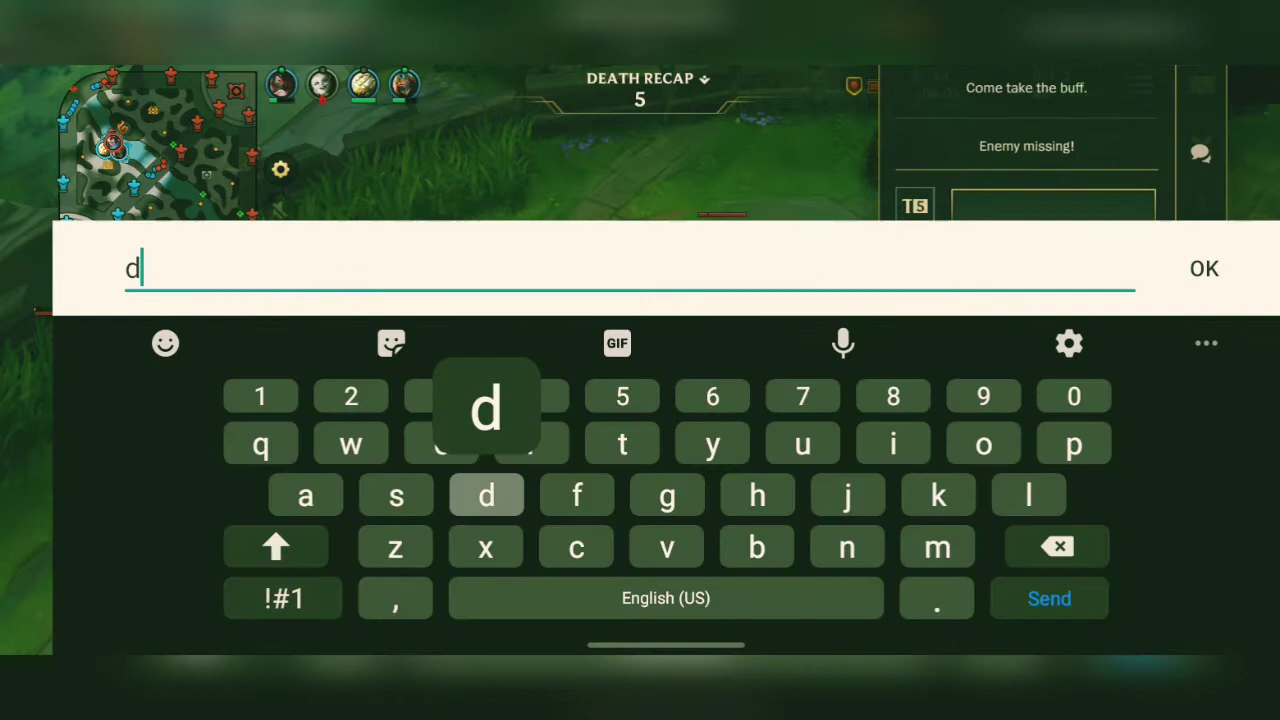 DEATH RECAP
5
Come take the buff.
Enemy missing!
T5
d
OK
GIF
d
1 2 5 6 7 8 9 0
q w t y u i o p
a s d f g h j k l
z x c v b n m
!#1 , English (US) . Send